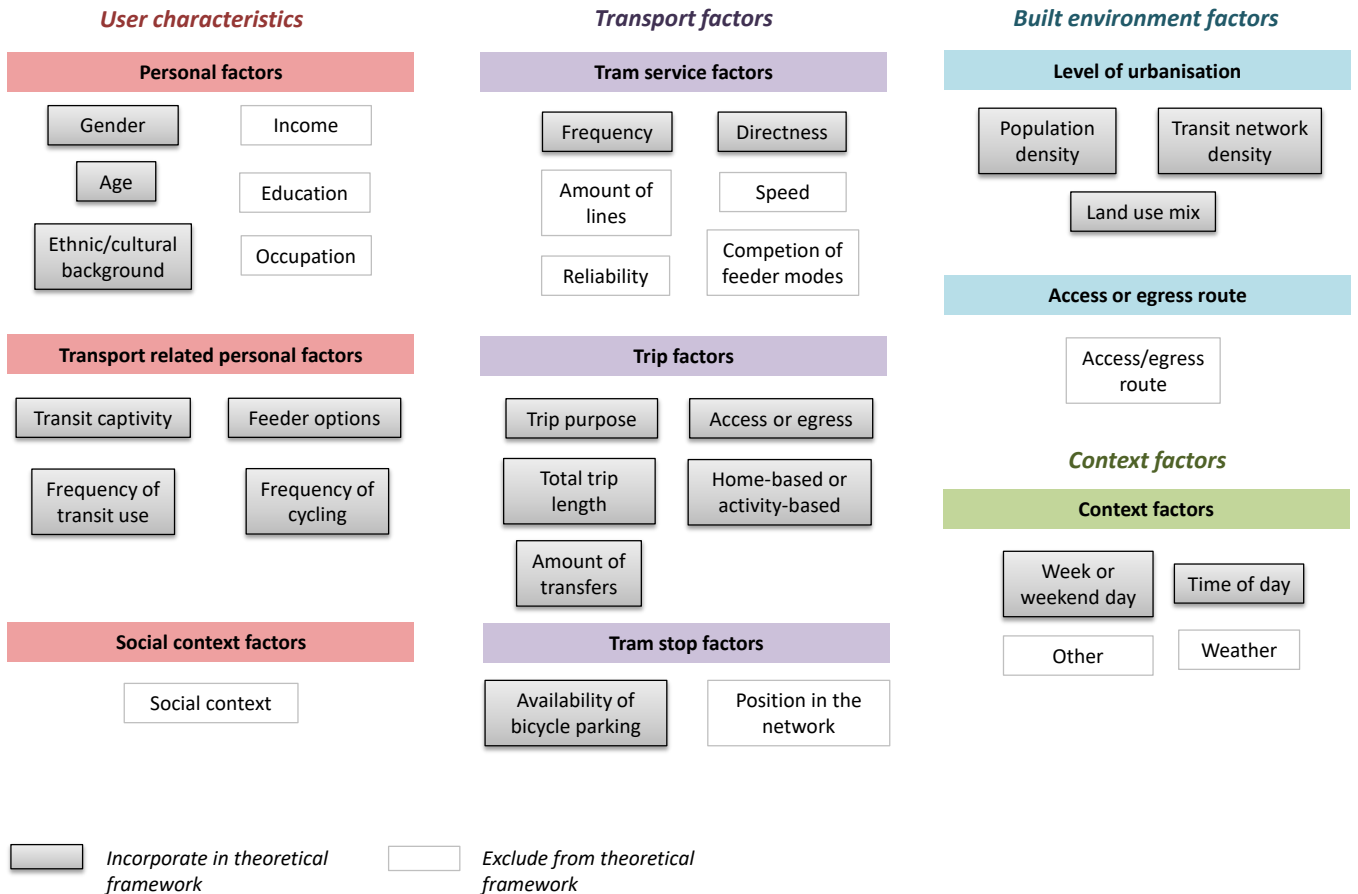 User characteristics
Personal factors
Gender
Income
Age
Education
Ethnic/cultural
background
Occupation
Transport related personal factors
Transit captivity
Feeder options
Frequency of
transit use
Frequency of
cycling
Social context factors
Social context
Transport factors
Tram service factors
Frequency
Directness
Amount of
lines
Speed
Reliability
Competion of
feeder modes
Trip factors
Trip purpose
Access or egress
Total trip
length
Home-based or
activity-based
Amount of
transfers
Tram stop factors
Availability of
bicycle parking
Position in the
network
Built environment factors
Level of urbanisation
Population
density
Transit network
density
Land use mix
Access or egress route
Access/egress
route
Context factors
Context factors
Week or
weekend day
Time of day
Other
Weather
Incorporate in theoretical
framework
Exclude from theoretical
framework